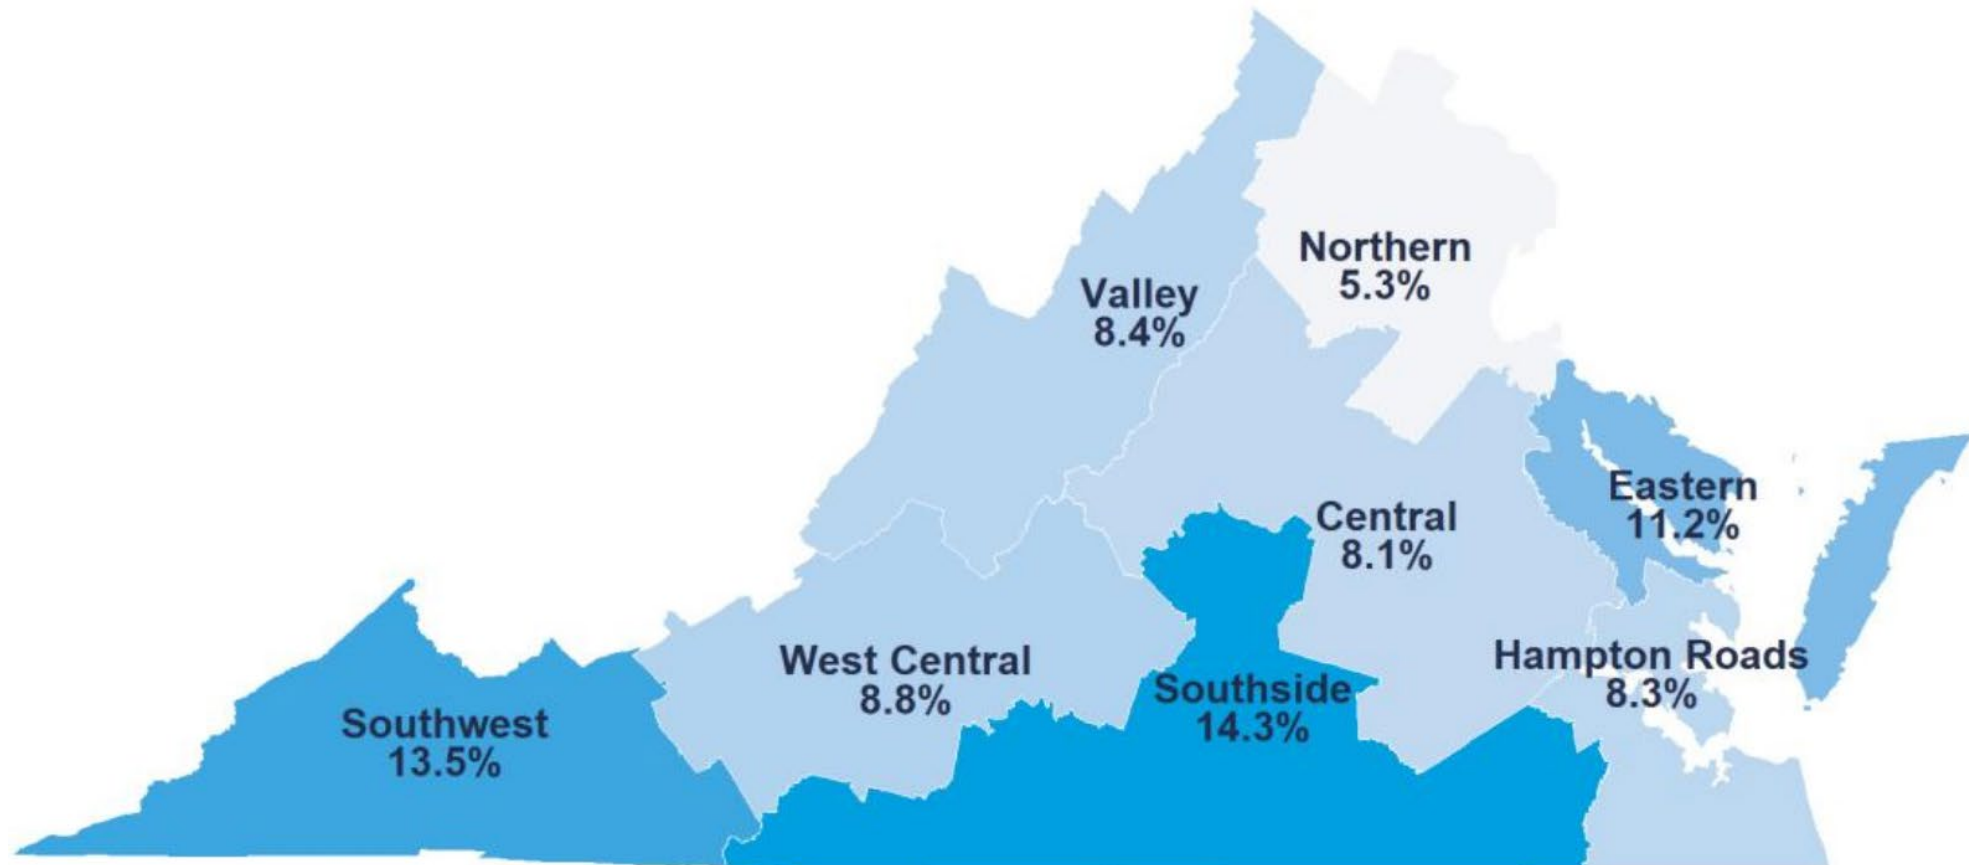 Northern
5.3%
Valley
8.4%
Eastern
11.2%
Central
8.1%
Hampton Roads
8.3%
West Central
8.8%
Southside
14.3%
Southwest
13.5%